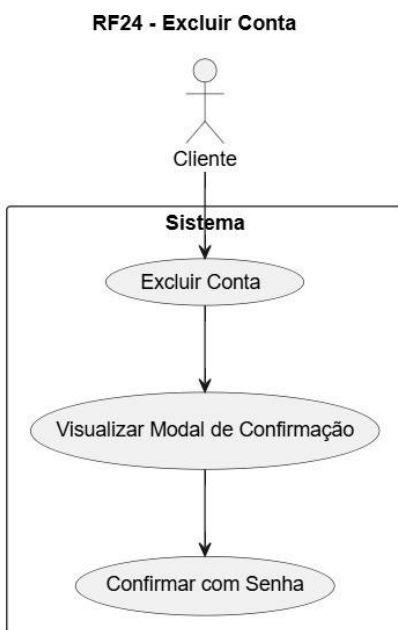 RF24 - Excluir Conta
Cliente
Sistema
Excluir Conta
Visualizar Modal de Confirmação
Confirmar com Senha